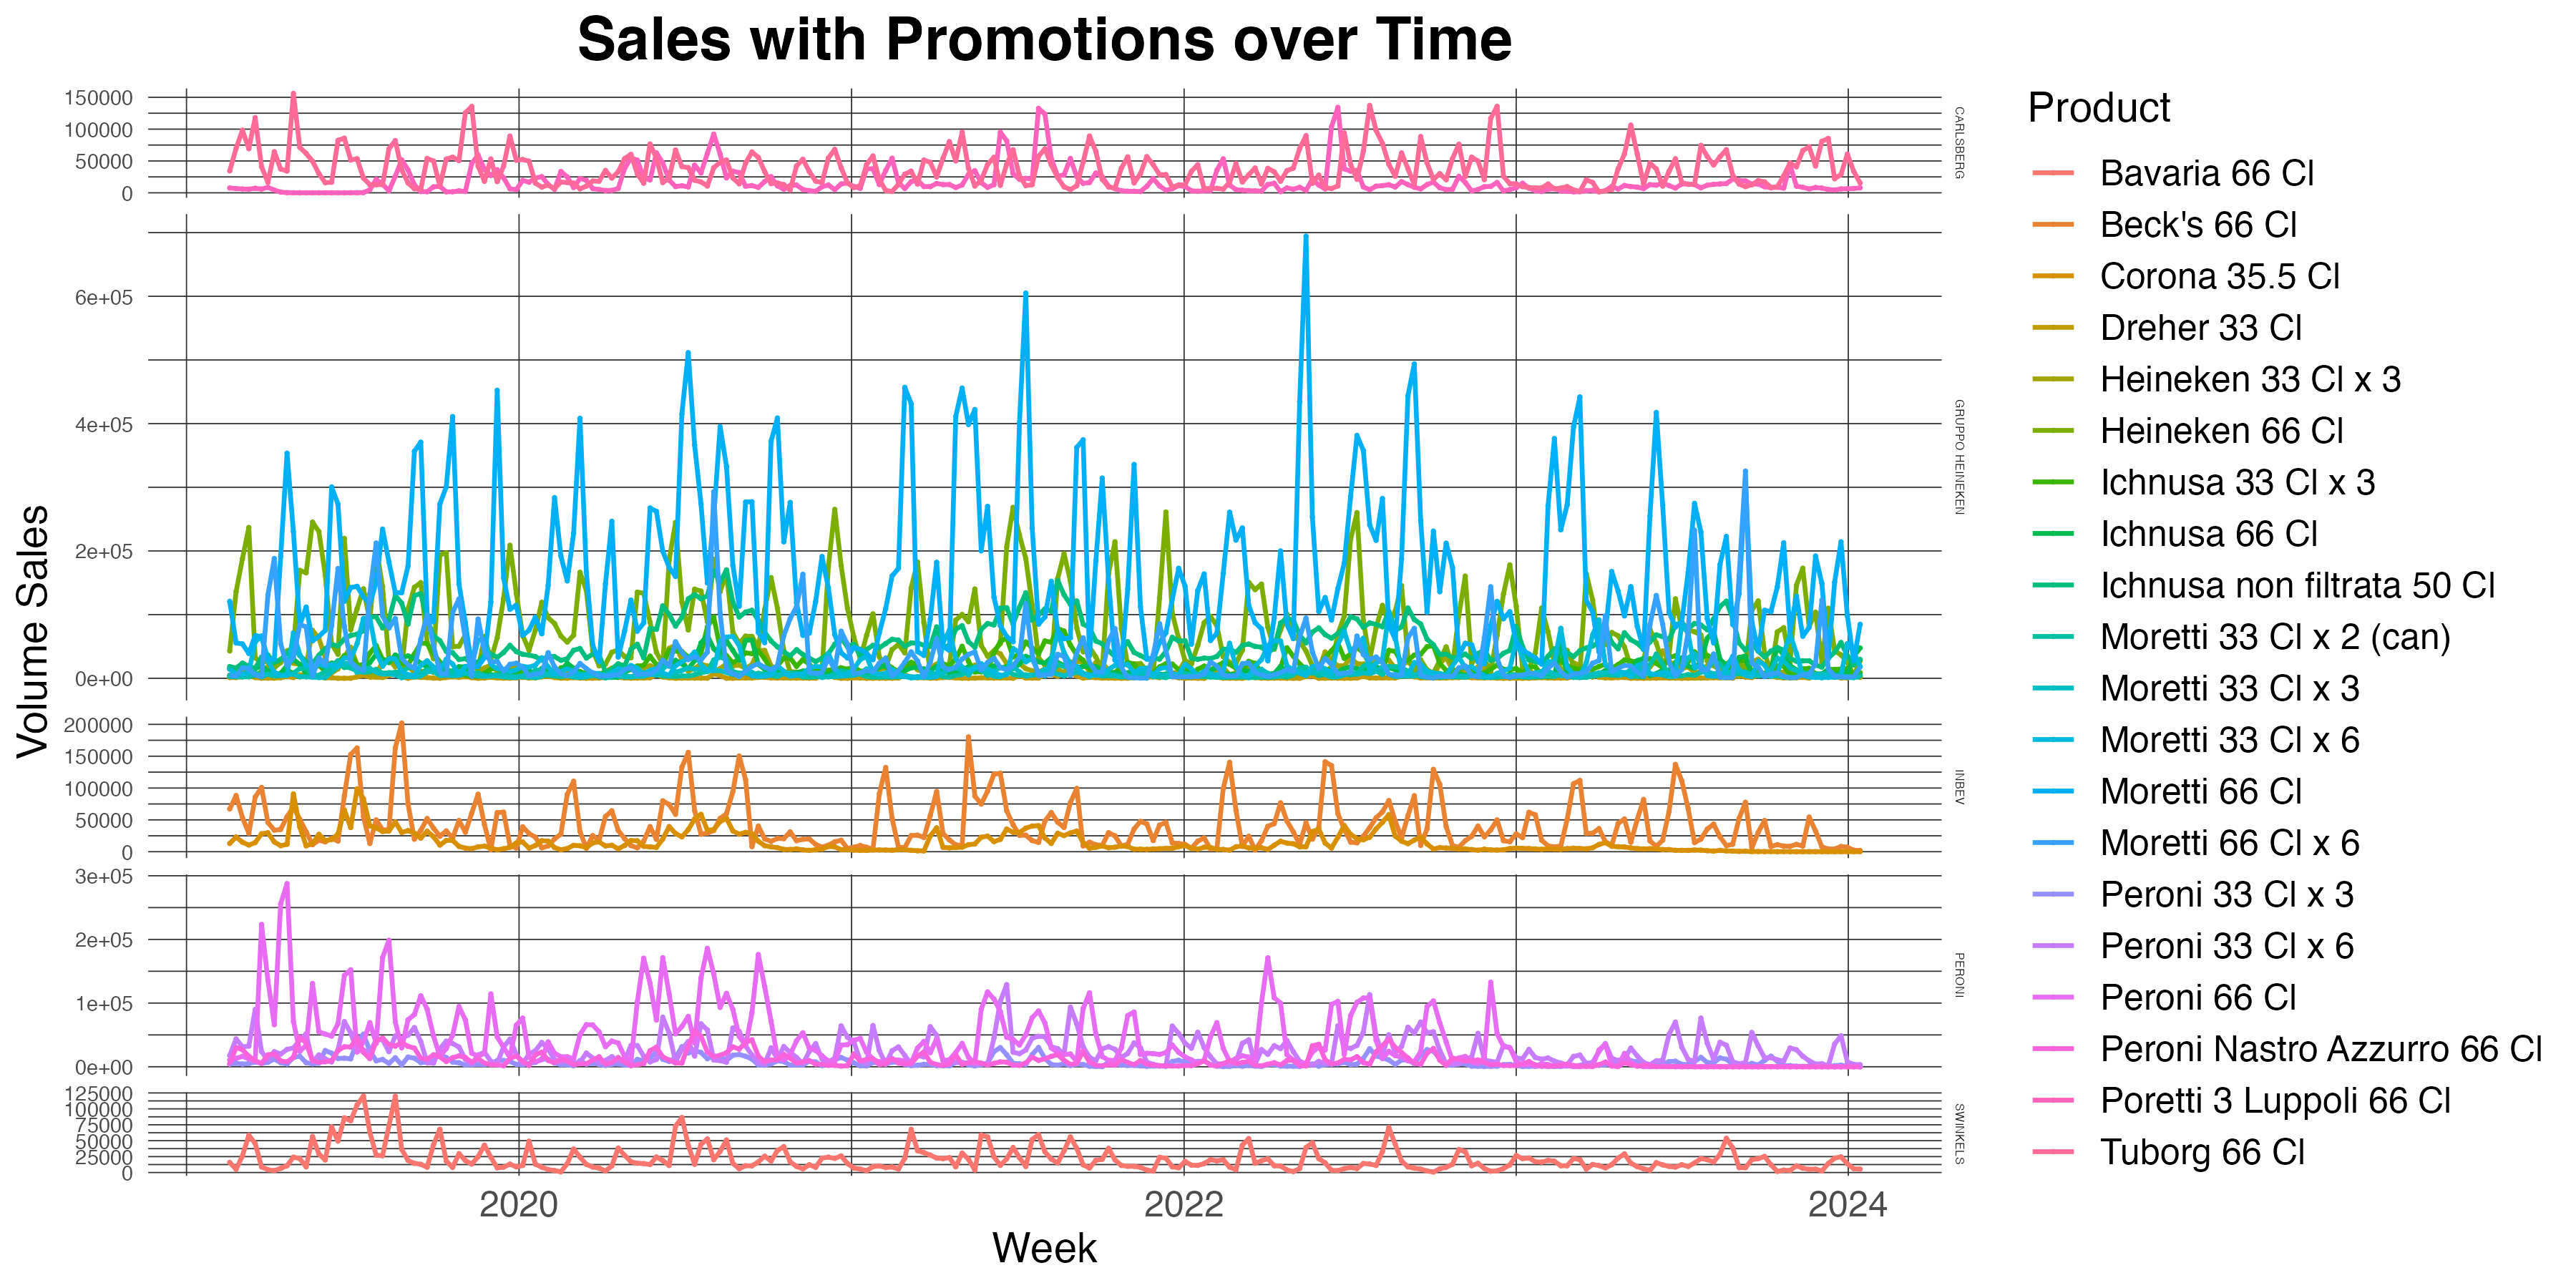 Sales with Promotions over Time
Volume Sales
150000
100000
50000
0
CARLSBERG
6e+05
4e+05
2e+05
0e+00
GRUPPO HEINEKEN
200000
150000
100000
50000
0
INBEV
3e+05
2e+05
1e+05
0e+00
PERONI
125000
100000
75000
50000
25000
0
SWINKELS
2020
2022
2024
Week
Product
Bavaria 66 Cl
Beck's 66 Cl
Corona 35.5 Cl
Dreher 33 Cl
Heineken 33 Cl x 3
Heineken 66 Cl
Ichnusa 33 Cl x 3
Ichnusa 66 Cl
Ichnusa non filtrata 50 Cl
Moretti 33 Cl x 2 (can)
Moretti 33 Cl x 3
Moretti 33 Cl x 6
Moretti 66 Cl
Moretti 66 Cl x 6
Peroni 33 Cl x 3
Peroni 33 Cl x 6
Peroni 66 Cl
Peroni Nastro Azzurro 66 Cl
Poretti 3 Luppoli 66 Cl
Tuborg 66 Cl